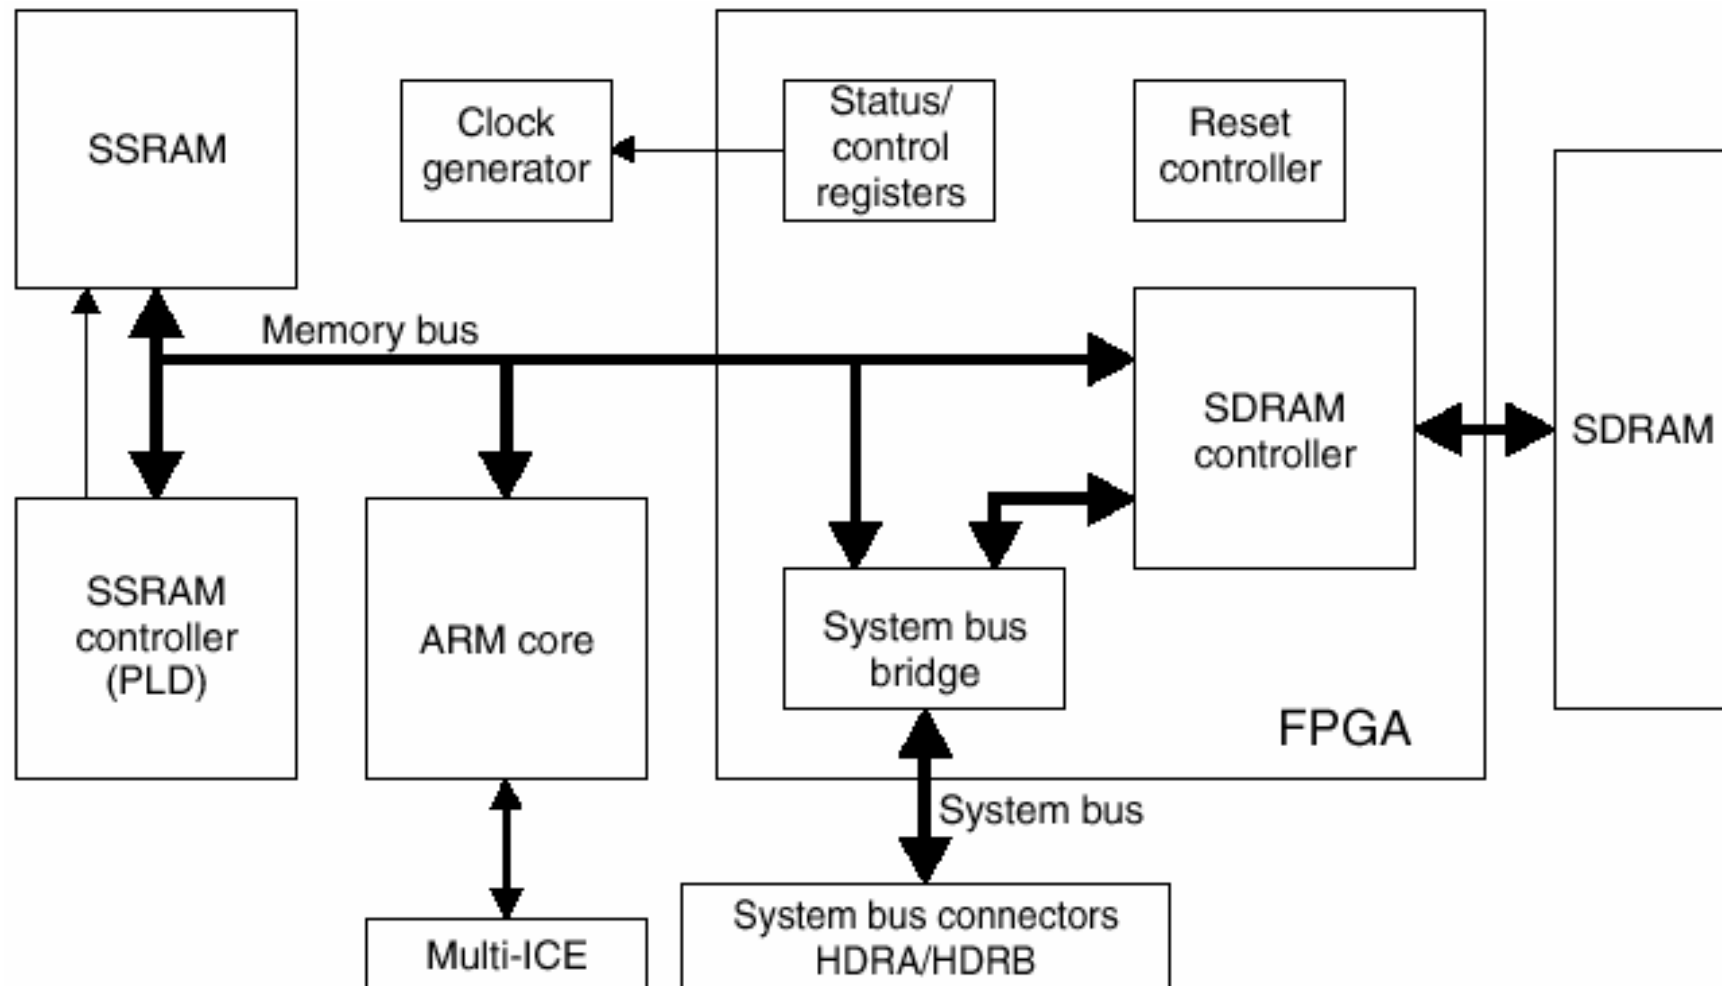 SSRAM
Clock
generator
Status/
control
registers
Reset
controller
Memory bus
SDRAM
controller
SDRAM
SSRAM
controller
(PLD)
ARM core
System bus
bridge
FPGA
System bus
Multi-ICE
System bus connectors
HDRA/HDRB